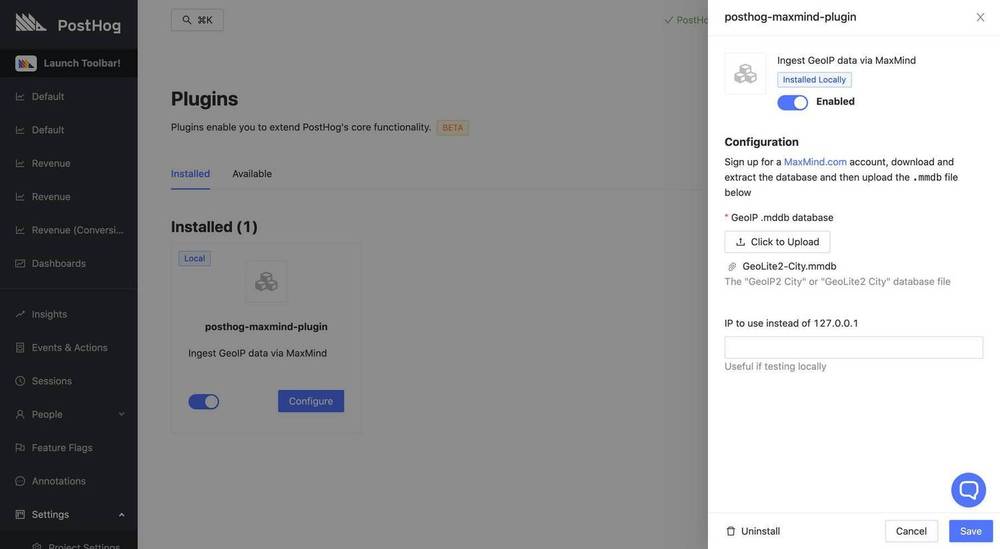 PostHog
Launch Toolbar!
Default
Default
Revenue
Revenue
Revenue (Conversi...
Dashboards
Insights
Events & Actions
Sessions
People
Feature Flags
Annotations
Settings
Project Settings
⌘K
PostHo
Plugins
Plugins enable you to extend PostHog's core functionality. BETA
Installed Available
Installed (1)
Local
posthog-maxmind-plugin
Ingest GeoIP data via MaxMind
Configure
posthog-maxmind-plugin
Ingest GeoIP data via MaxMind
Installed Locally
Enabled
Configuration
Sign up for a MaxMind.com account, download and
extract the database and then upload the .mmdb file
below
* GeoIP .mddb database
Click to Upload
GeoLite2-City.mmdb
The "GeoIP2 City" or "GeoLite2 City" database file
IP to use instead of 127.0.0.1
Useful if testing locally
Uninstall
Cancel
Save